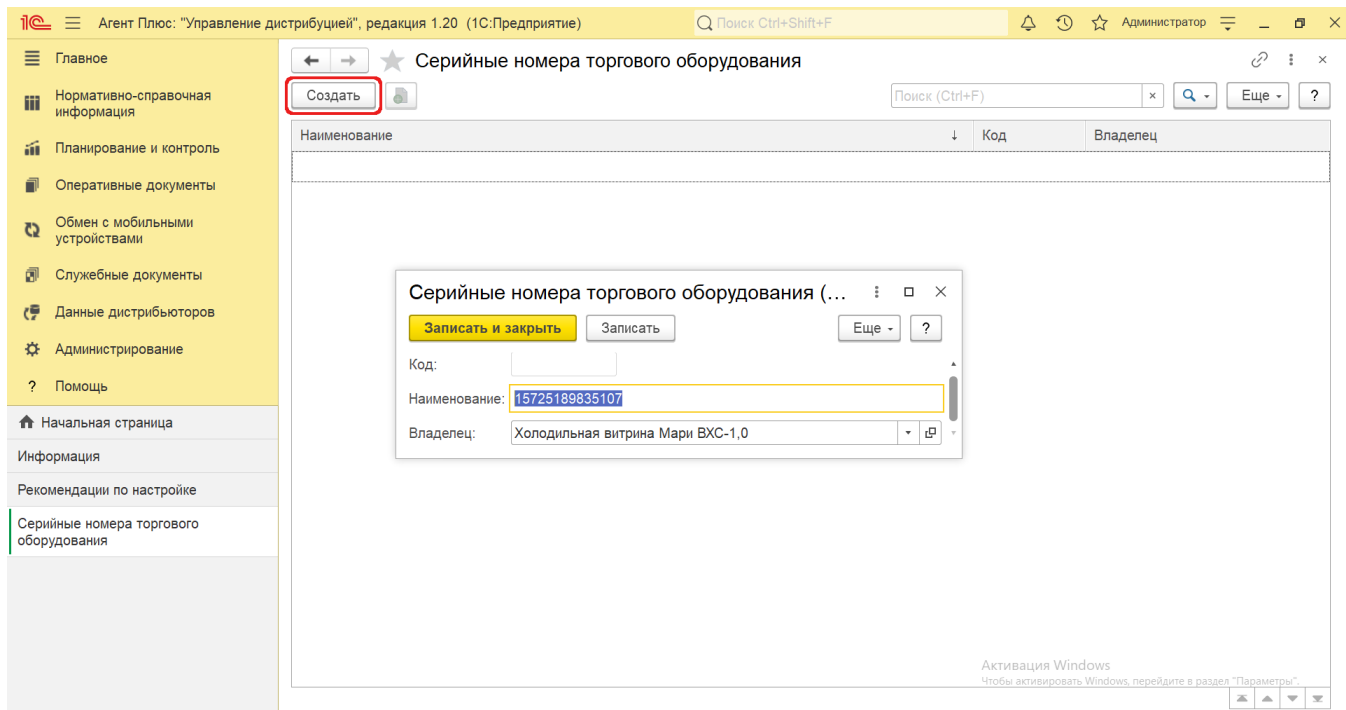 Агент Плюс: "Управление дистрибуцией", редакция 1.20 (1С:Предприятие)
Поиск Ctrl+Shift+F
Администратор
Главное
Нормативно-справочная
информация
Планирование и контроль
Оперативные документы
Обмен с мобильными
устройствами
Служебные документы
Данные дистрибьюторов
Администрирование
? Помощь
Начальная страница
Информация
Рекомендации по настройке
Серийные номера торгового
оборудования
Серийные номера торгового оборудования
Создать
Поиск (Ctrl+F)
Еще
?
Наименование ↓ Код Владелец
Серийные номера торгового оборудования (...
Записать и закрыть Записать Еще ?
Код:
Наименование: 15725189835107
Владелец: Холодильная витрина Мари ВХС-1,0
Активация Windows
Чтобы активировать Windows, перейдите в раздел "Параметры".